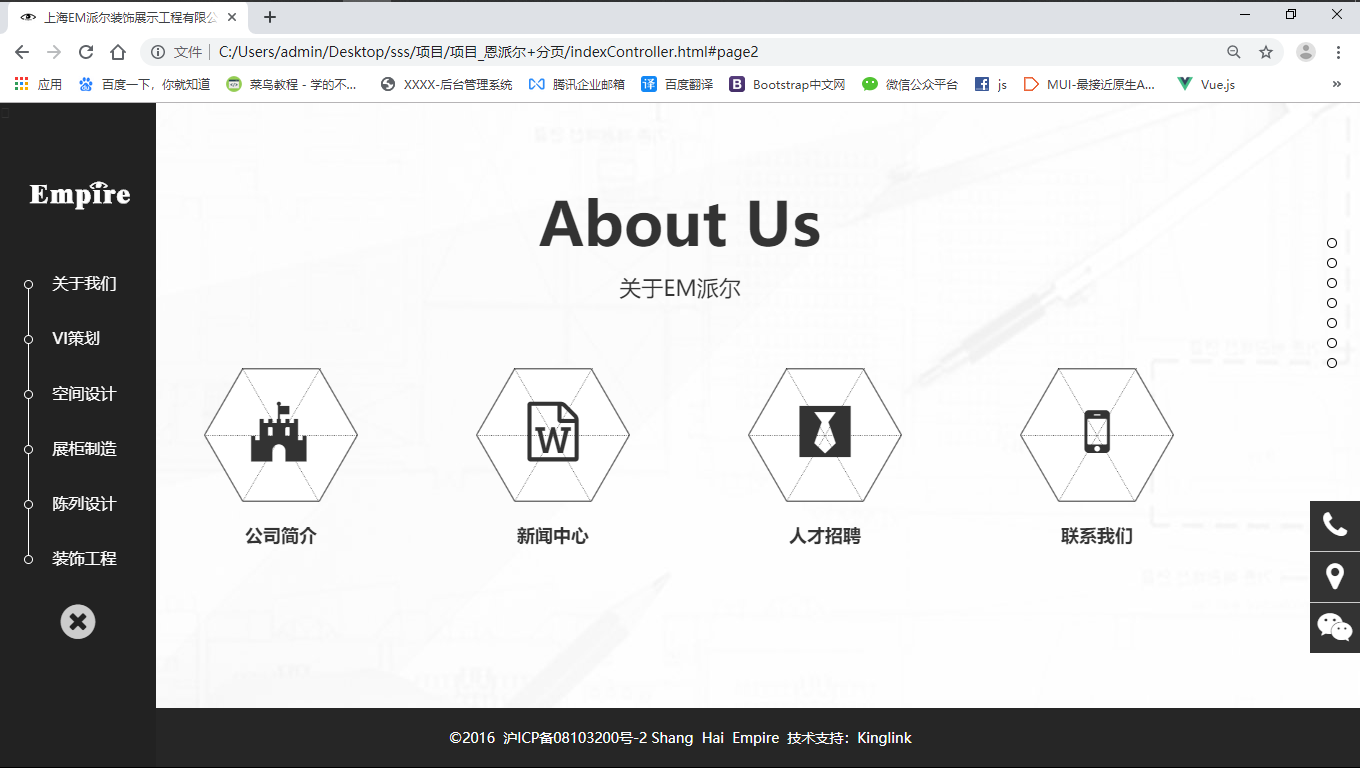 上海EM派尔装饰展示工程有限公
文件 C:/Users/admin/Desktop/sss/项目/项目_恩派尔+分页/indexController.html#page2
应用 百度一下，你就知道 菜鸟教程 - 学的不... XXXX-后台管理系统 腾讯企业邮箱 译 百度翻译 B Bootstrap中文网 微信公众平台 f js MUI-最接近原生A... Vue.js »
Empire
关于我们
VI策划
空间设计
展柜制造
陈列设计
装饰工程
About Us
关于EM派尔
W
公司简介 新闻中心 人才招聘 联系我们
©2016 沪ICP备08103200号-2 Shang Hai Empire 技术支持：Kinglink